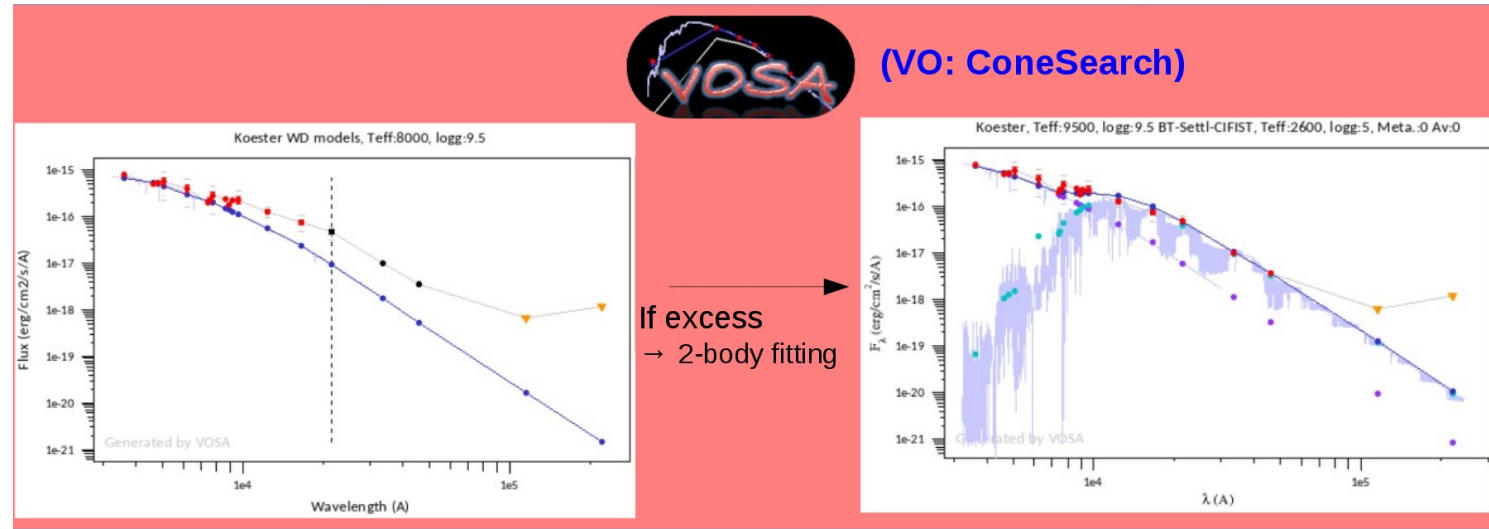 VOSA
(VO: ConeSearch)
Koester WD models, Teff:8000, logg:9.5
Flux (erg/cm2/s/A)
1e-15
1e-16
1e-17
1e-18
1e-19
1e-20
1e-21
Generated by VOSA
1e4
1e5
Wavelength (A)
If excess
→ 2-body fitting
Koester, Teff:9500, logg:9.5 BT-Settl-CIFIST, Teff:2600, logg:5, Meta.:0 Av:0
Fλ (erg/cm²/s/A)
1e-15
1e-16
1e-17
1e-18
1e-19
1e-20
1e-21
Generated by VOSA
1e4
1e5
λ (A)